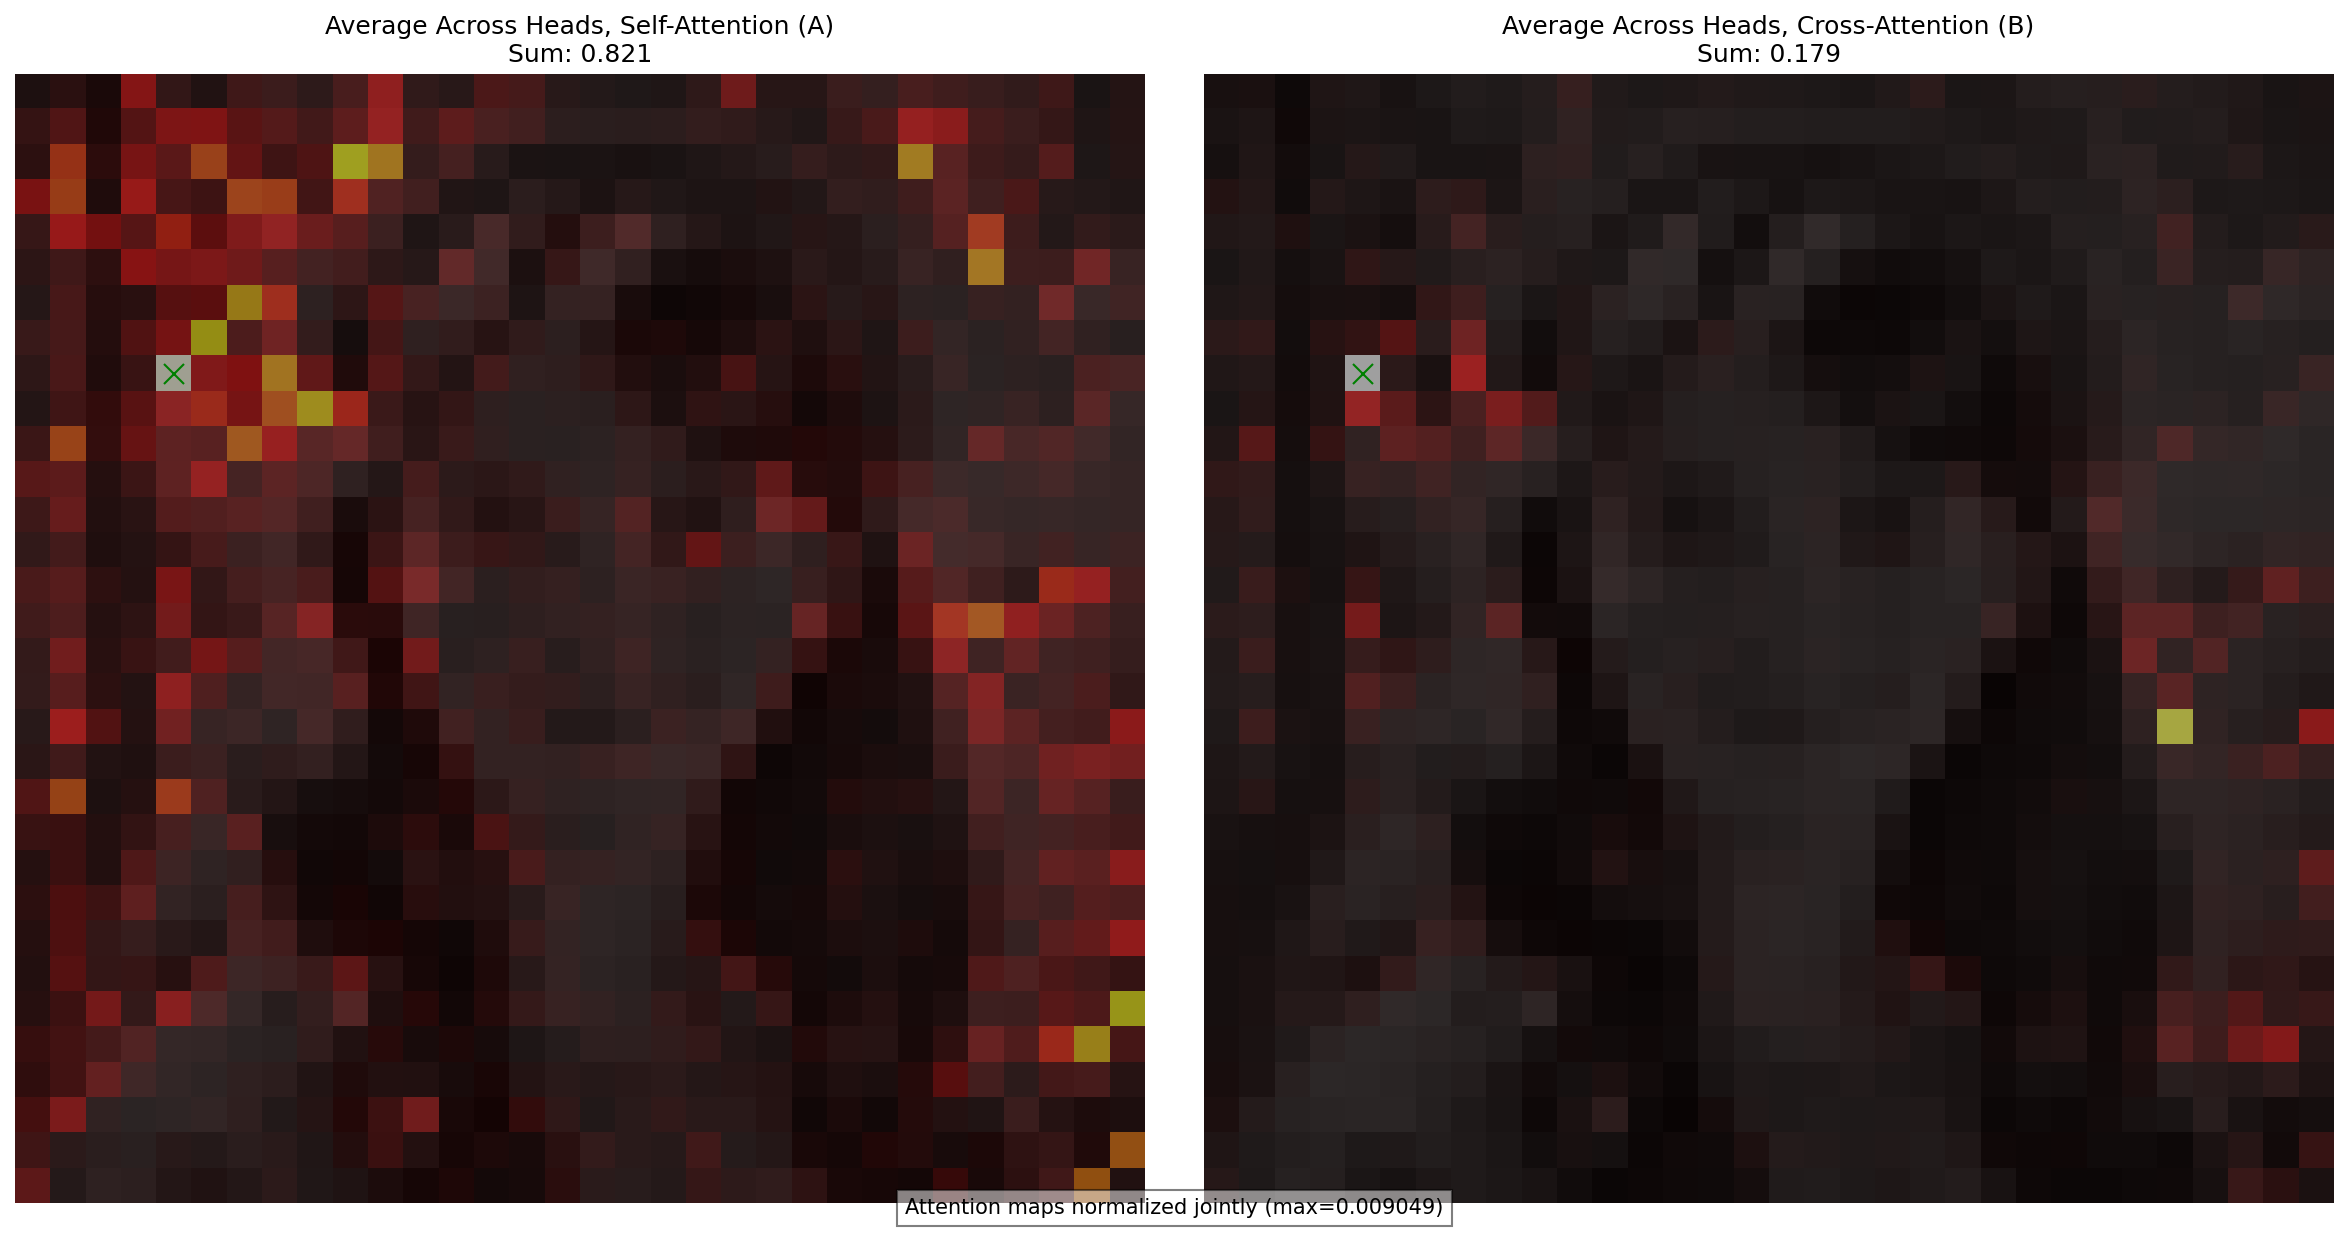 Average Across Heads, Self-Attention (A)
Sum: 0.821
Average Across Heads, Cross-Attention (B)
Sum: 0.179
Attention maps normalized jointly (max=0.009049)